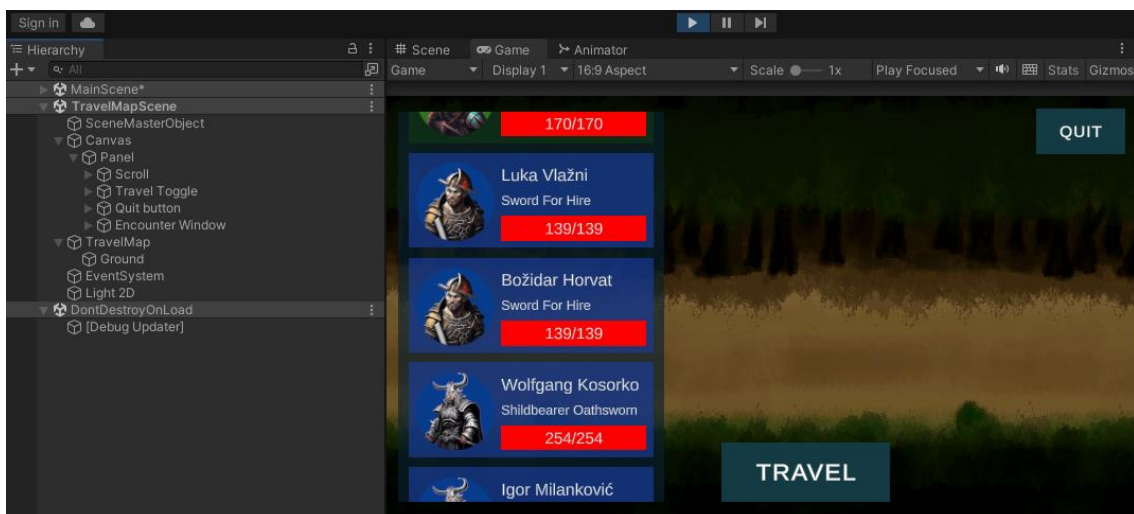 Sign in
Hierarchy
Scene Game Animator
All
Game Display 1 16:9 Aspect Scale 1x Play Focused Stats Gizmos
MainScene*
TravelMapScene
SceneMasterObject
Canvas
Panel
Scroll
Travel Toggle
Quit button
Encounter Window
TravelMap
Ground
EventSystem
Light 2D
DontDestroyOnLoad
[Debug Updater]
170/170
QUIT
Luka Vlažni
Sword For Hire
139/139
Božidar Horvat
Sword For Hire
139/139
Wolfgang Kosorko
Shildbearer Oathsworn
254/254
Igor Milanković
TRAVEL